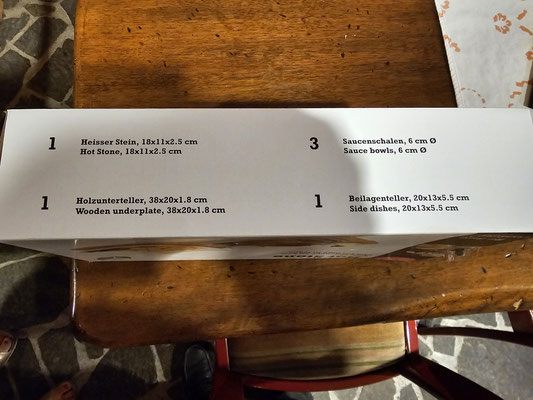 1 Heisser Stein, 18x11x2.5 cm
Hot Stone, 18x11x2.5 cm
3 Saucenschalen, 6 cm Ø
Sauce bowls, 6 cm Ø
1 Holzunterteller, 38x20x1.8 cm
Wooden underplate, 38x20x1.8 cm
1 Beilagenteller, 20x13x5.5 cm
Side dishes, 20x13x5.5 cm